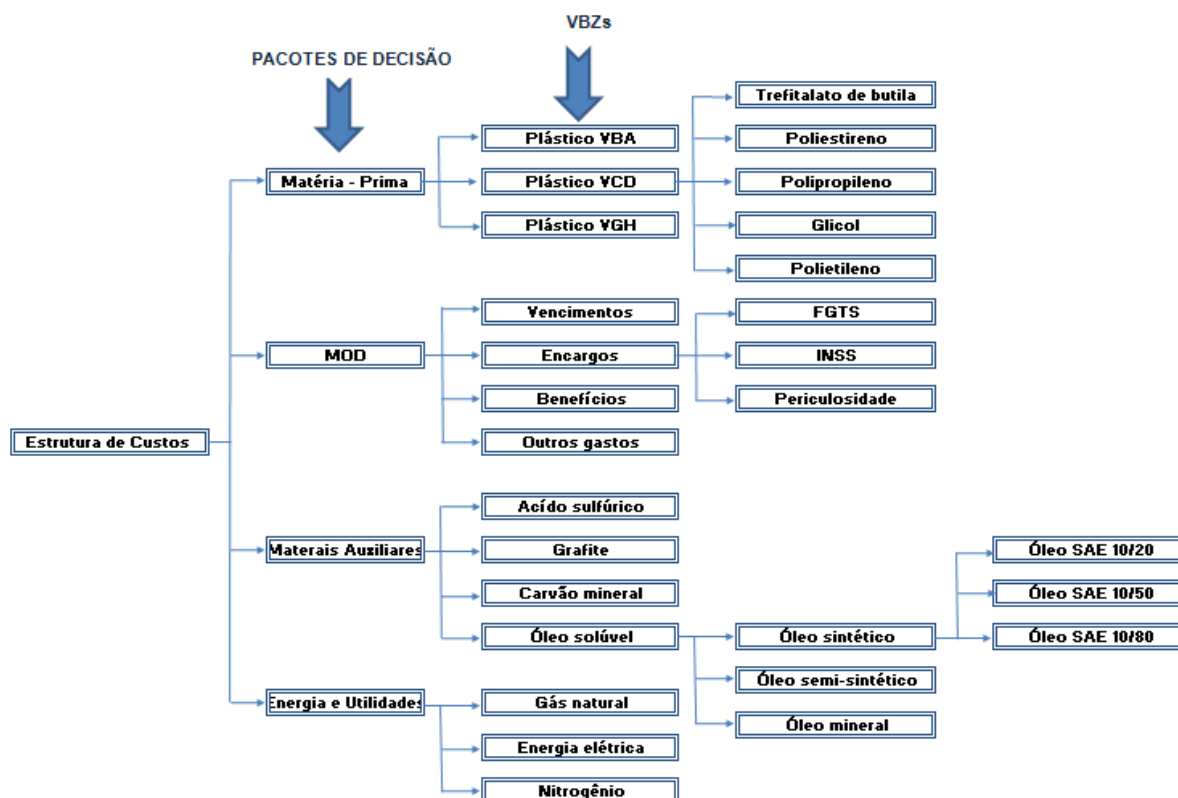 VBZs
PACOTES DE DECISÃO
Trefitalato de butila
Plástico VBA
Poliestireno
Matéria - Prima
Plástico VCD
Polipropileno
Plástico VGH
Glicol
Polietileno
Vencimentos
FGTS
MOD
Encargos
INSS
Benefícios
Periculosidade
Estrutura de Custos
Outros gastos
Acído sulfúrico
Materais Auxiliares
Grafite
Óleo SAE 10/20
Carvão mineral
Óleo SAE 10/50
Óleo solúvel
Óleo sintético
Óleo SAE 10/80
Óleo semi-sintético
Energia e Utilidades
Gás natural
Óleo mineral
Energia elétrica
Nitrogênio